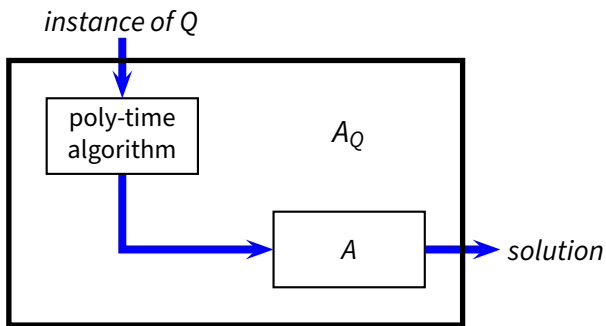 instance of Q
poly-time
algorithm
A_Q
A
solution